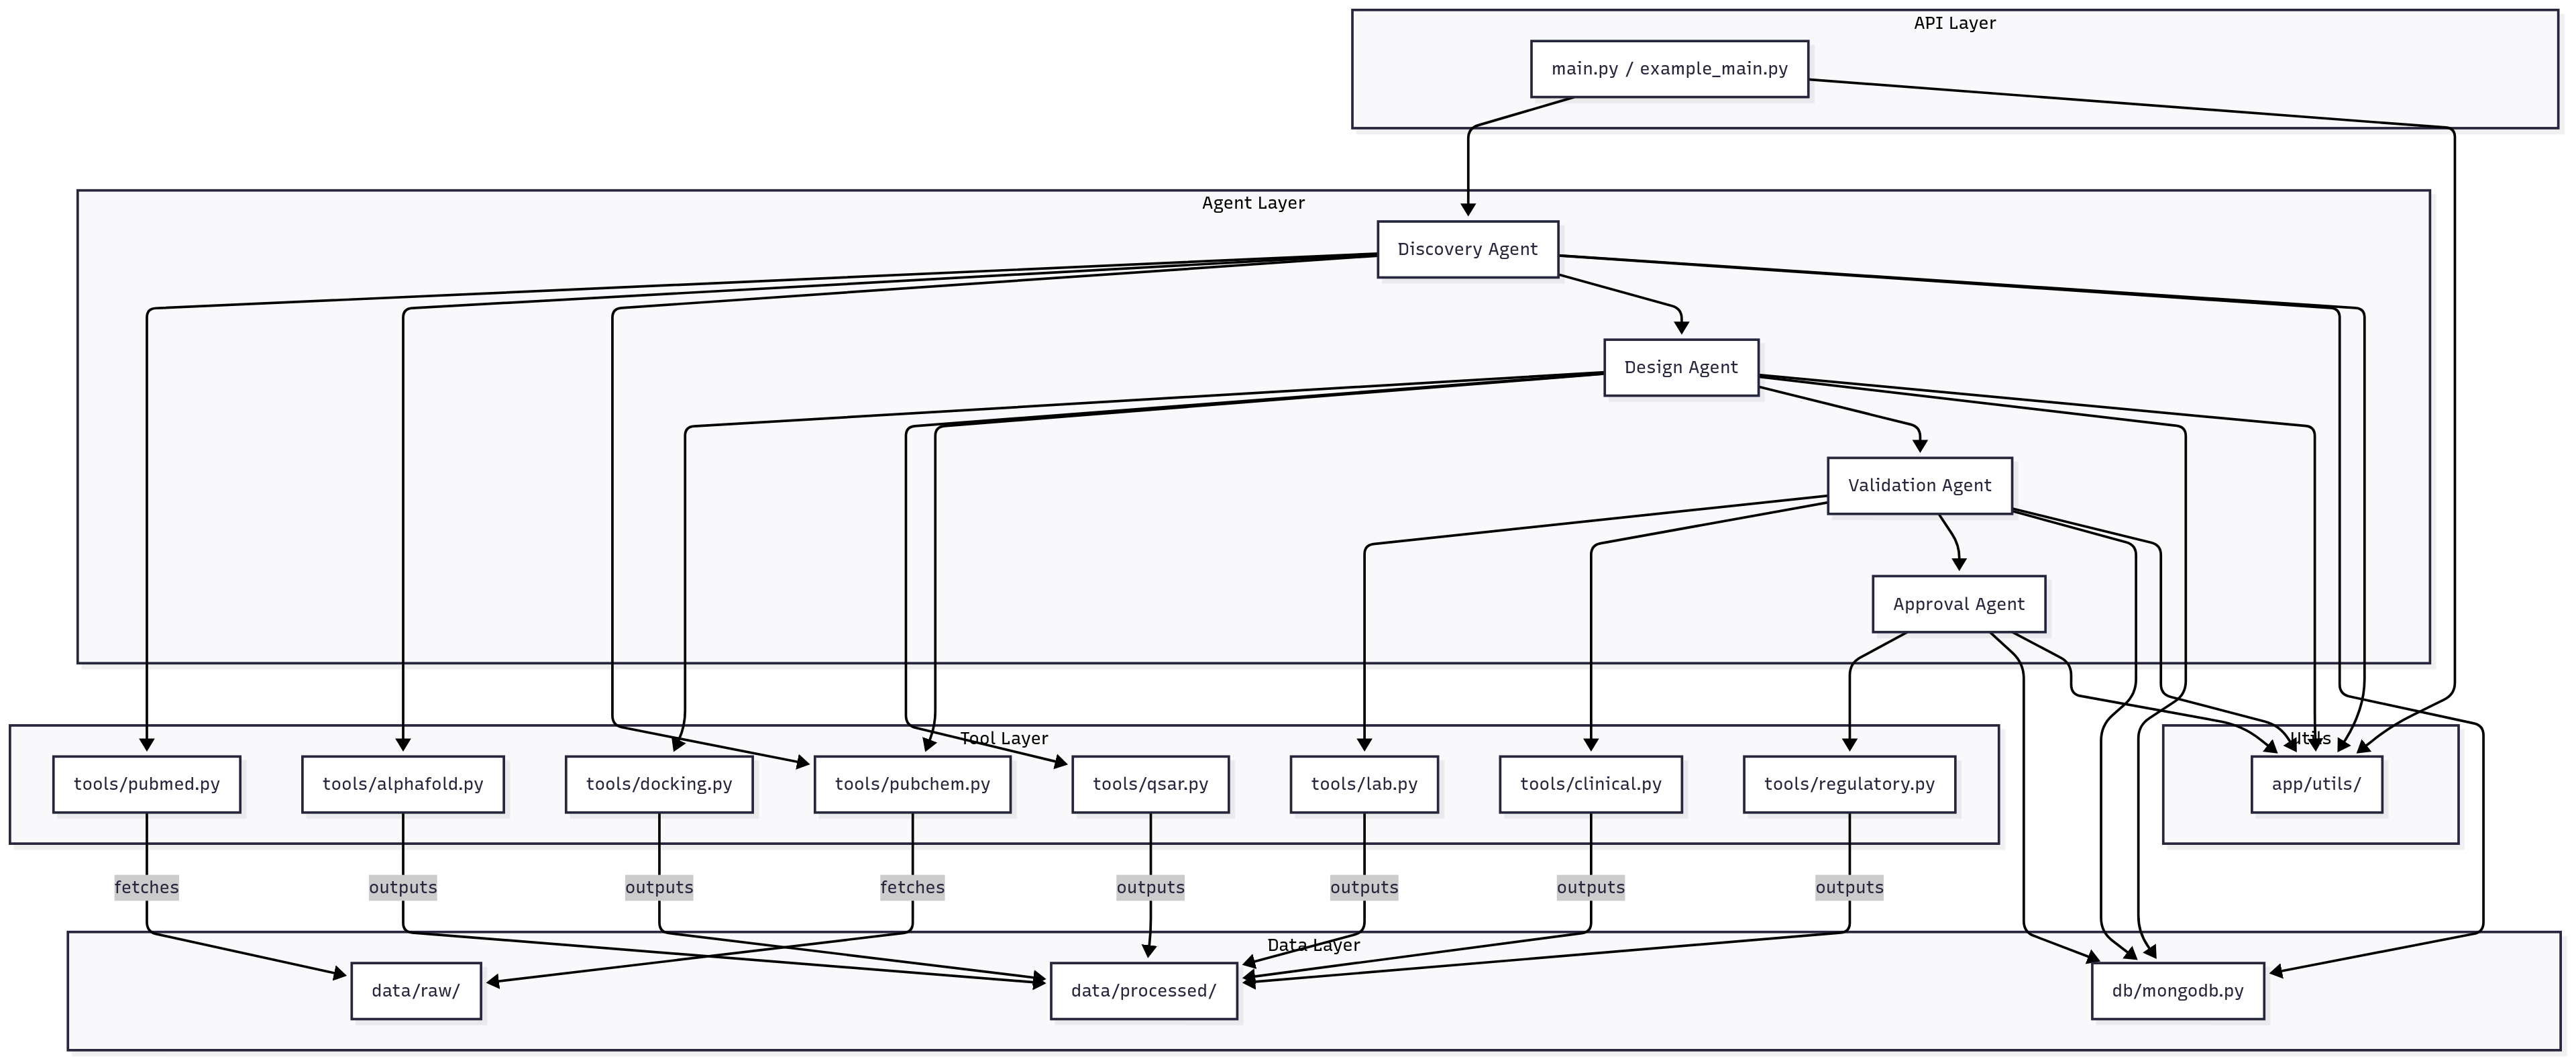 API Layer
main.py / example_main.py
Agent Layer
Discovery Agent
Design Agent
Validation Agent
Approval Agent
Tool Layer
Utils
tools/pubmed.py
tools/alphafold.py
tools/docking.py
tools/pubchem.py
tools/qsar.py
tools/lab.py
tools/clinical.py
tools/regulatory.py
app/utils/
fetches
outputs
outputs
fetches
outputs
outputs
outputs
outputs
Data Layer
data/raw/
data/processed/
db/mongodb.py